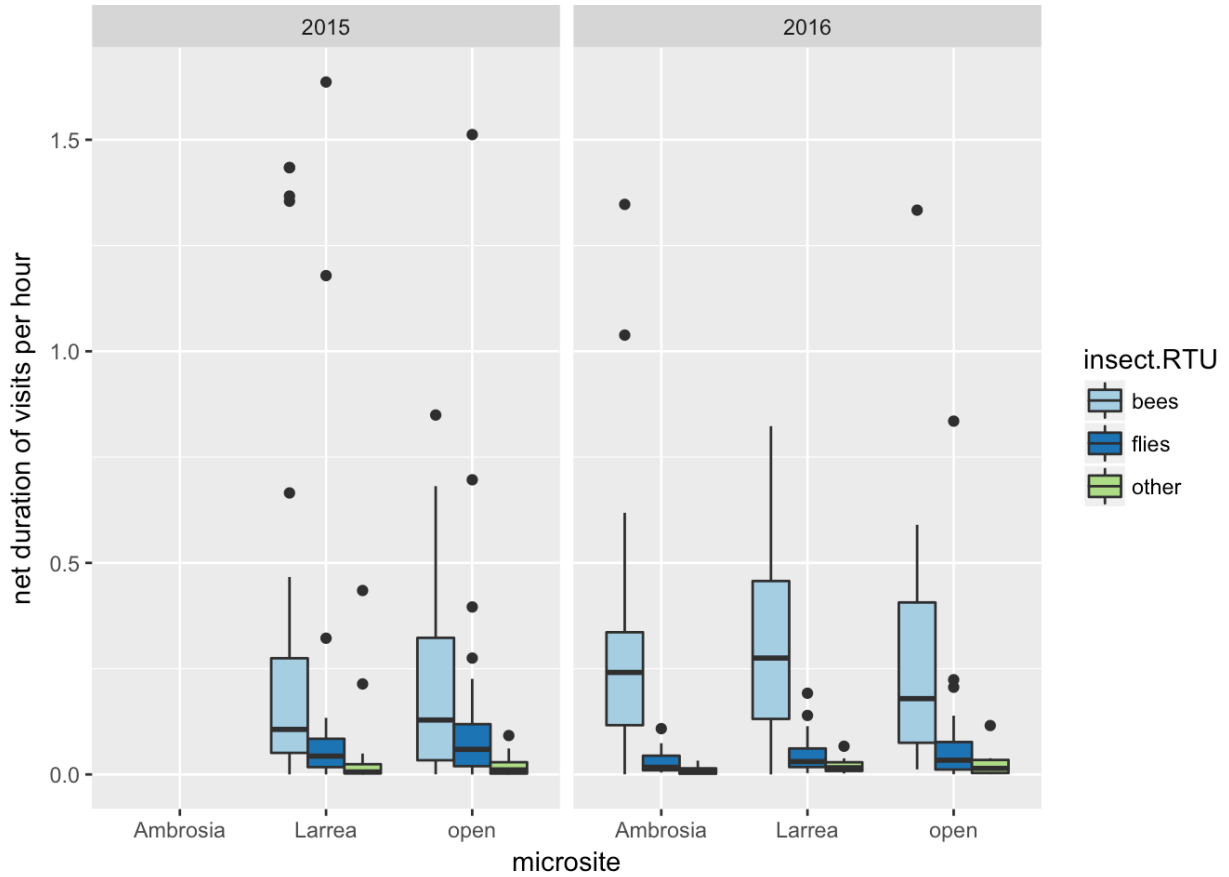 2015 2016
1.5
1.0
0.5
0.0
net duration of visits per hour
Ambrosia Larrea open Ambrosia Larrea open
microsite
insect.RTU
bees
flies
other